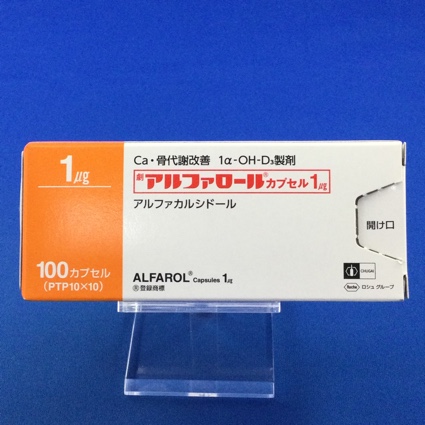 1μg
100カプセル
(PTP10×10)
Ca・骨代謝改善 1α-OH-D₃製剤
劇 アルファロール®カプセル1μg
アルファカルシドール
ALFAROL® Capsules 1μg
Ⓡ登録商標
開け口
CHUGAI
Roche ロシュ グループ